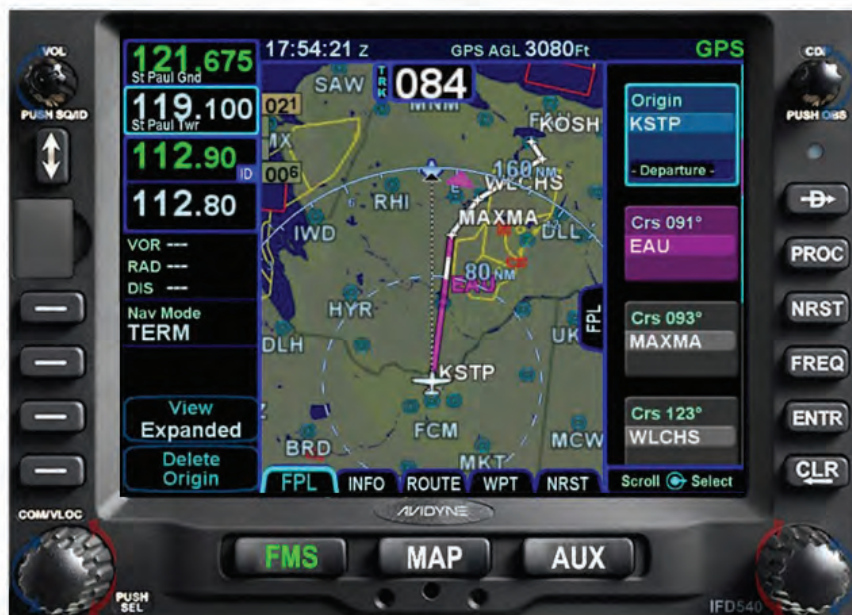 VOL
PUSH SQ/ID
121.675
St Paul Gnd
119.100
St Paul Twr
112.90
ID
112.80
VOR ---
RAD ---
DIS ---
Nav Mode
TERM
View
Expanded
Delete
Origin
COM/VLOC
PUSH
SEL
17:54:21 Z
GPS AGL 3080Ft
GPS
TRK
084
021
006
SAW
MNM
KOSH
160NM
E
WLCHS
RHI
MAXMA
IWD
DLL
6
80NM
EAU
HYR
DLH
UK
FPL
KSTP
FCM
BRD
MKT
MCW
FPL
INFO
ROUTE
WPT
NRST
Origin
KSTP
- Departure -
Crs 091°
EAU
Crs 093°
MAXMA
Crs 123°
WLCHS
Scroll Select
CDI
PUSH OBS
D
PROC
NRST
FREQ
ENTR
CLR
AVIDYNE
FMS
MAP
AUX
IFD540